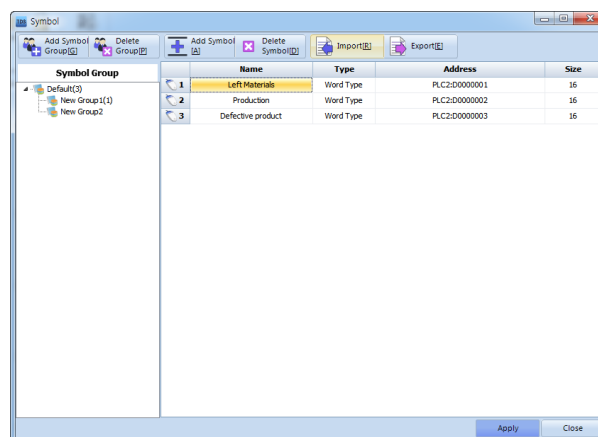 Symbol
Add Symbol Group[G]
Delete Group[P]
Add Symbol [A]
Delete Symbol[D]
Import[R]
Export[E]
Symbol Group
Default(3)
New Group1(1)
New Group2
Name Type Address Size
1 Left Materials Word Type PLC2:D0000001 16
2 Production Word Type PLC2:D0000002 16
3 Defective product Word Type PLC2:D0000003 16
Apply Close